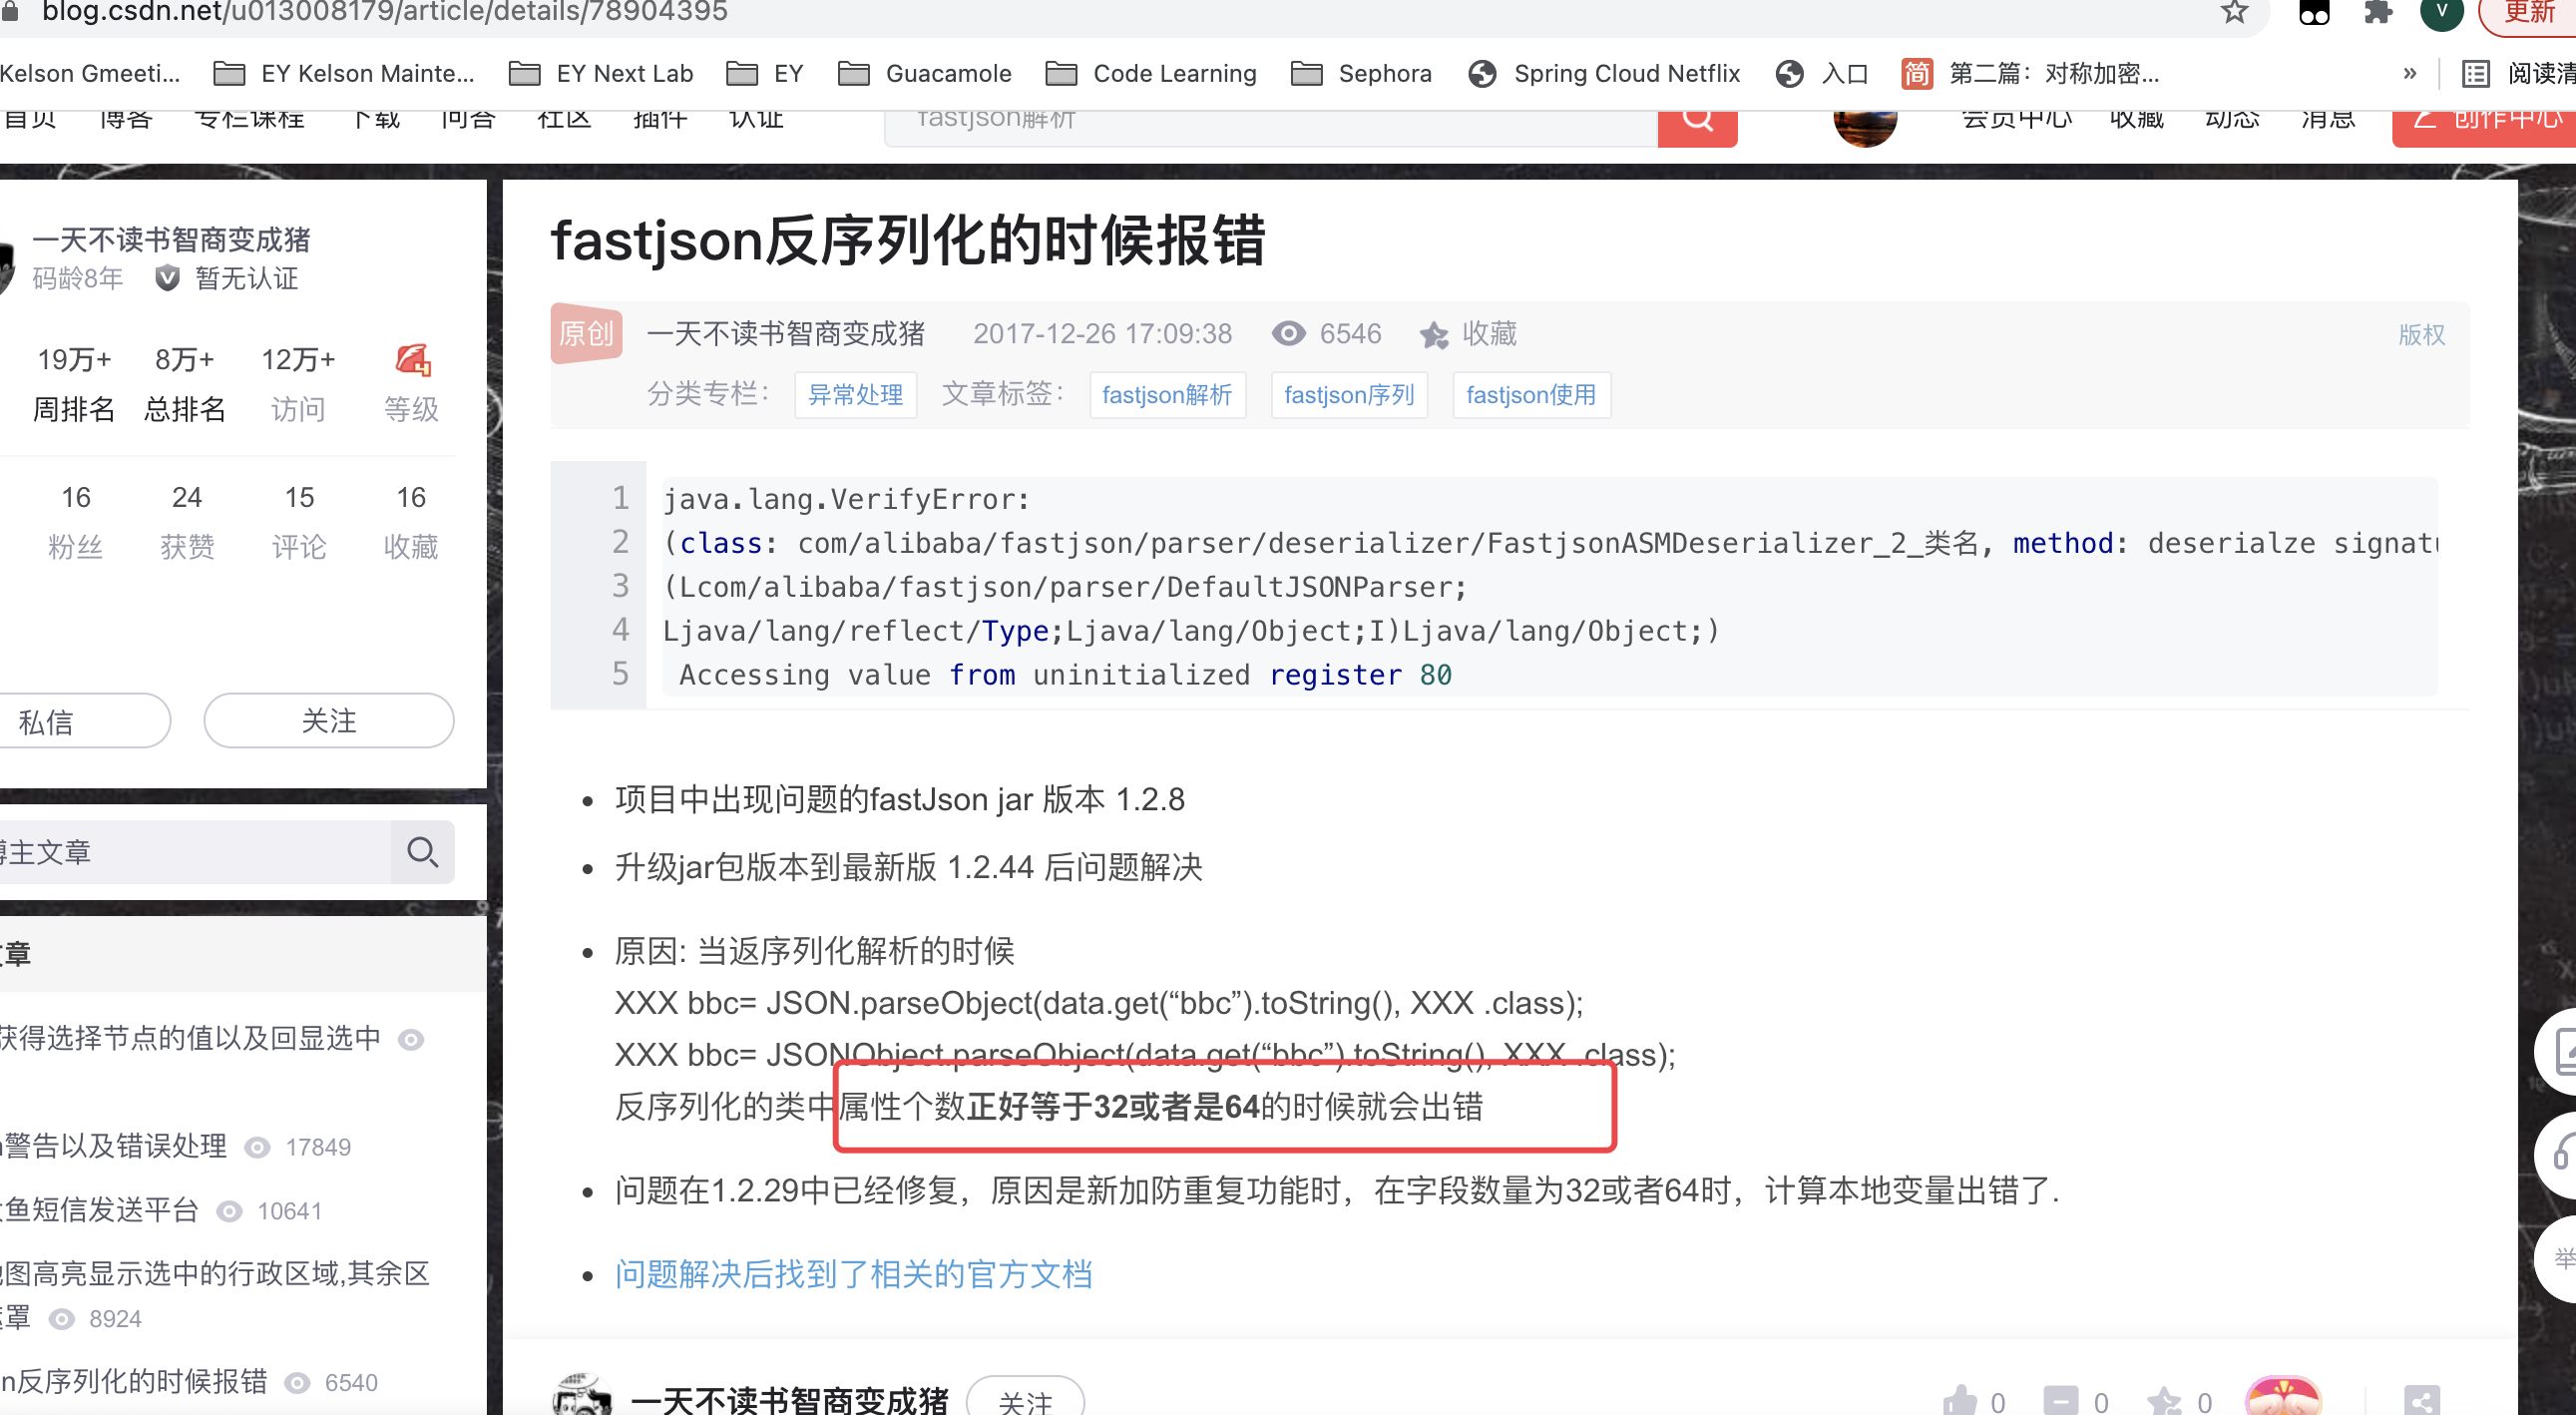 blog.csdn.net/u013008179/article/details/78904395
V
更新
Kelson Gmeeti...
EY Kelson Mainte...
EY Next Lab
EY
Guacamole
Code Learning
Sephora
Spring Cloud Netflix
入口
简
第二篇：对称加密...
»
阅读清
首页
博客
专栏课程
下载
问答
社区
插件
认证
fastjson解析
会员中心
收藏
动态
消息
创作中心
一天不读书智商变成猪
码龄8年
暂无认证
19万+
8万+
12万+
周排名
总排名
访问
等级
16
24
15
16
粉丝
获赞
评论
收藏
私信
关注
博主文章
文章
获得选择节点的值以及回显选中
警告以及错误处理 17849
鱼短信发送平台 10641
图高亮显示选中的行政区域,其余区
罩 8924
n反序列化的时候报错 6540
fastjson反序列化的时候报错
原创
一天不读书智商变成猪
2017-12-26 17:09:38
6546
收藏
版权
分类专栏：
异常处理
文章标签：
fastjson解析
fastjson序列
fastjson使用
1 java.lang.VerifyError:
2 (class: com/alibaba/fastjson/parser/deserializer/FastjsonASMDeserializer_2_类名, method: deserialze signatu
3 (Lcom/alibaba/fastjson/parser/DefaultJSONParser;
4 Ljava/lang/reflect/Type;Ljava/lang/Object;I)Ljava/lang/Object;)
5 Accessing value from uninitialized register 80
项目中出现问题的fastJson jar 版本 1.2.8
升级jar包版本到最新版 1.2.44 后问题解决
原因: 当返序列化解析的时候
XXX bbc= JSON.parseObject(data.get(“bbc”).toString(), XXX .class);
XXX bbc= JSONObject.parseObject(data.get(“bbc”).toString(), XXX .class);
反序列化的类中属性个数正好等于32或者是64的时候就会出错
问题在1.2.29中已经修复，原因是新加防重复功能时，在字段数量为32或者64时，计算本地变量出错了.
问题解决后找到了相关的官方文档
一天不读书智商变成猪
关注
0
0
0
举